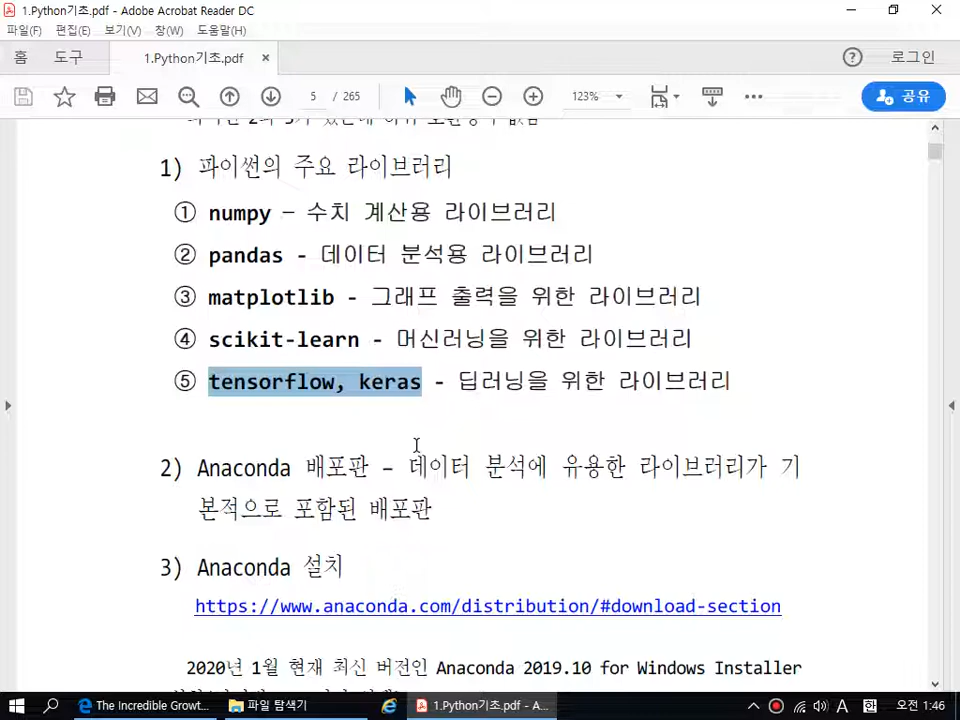 1.Python기초.pdf - Adobe Acrobat Reader DC
파일(F) 편집(E) 보기(V) 창(W) 도움말(H)
홈 도구 1.Python기초.pdf × ? 로그인
5 / 265 123% 공유
1) 파이썬의 주요 라이브러리
① numpy – 수치 계산용 라이브러리
② pandas - 데이터 분석용 라이브러리
③ matplotlib - 그래프 출력을 위한 라이브러리
④ scikit-learn - 머신러닝을 위한 라이브러리
⑤ tensorflow, keras - 딥러닝을 위한 라이브러리
2) Anaconda 배포판 – 데이터 분석에 유용한 라이브러리가 기
본적으로 포함된 배포판
3) Anaconda 설치
https://www.anaconda.com/distribution/#download-section
2020년 1월 현재 최신 버전인 Anaconda 2019.10 for Windows Installer
The Incredible Growt... 파일 탐색기 1.Python기초.pdf - A... A 한 오전 1:46